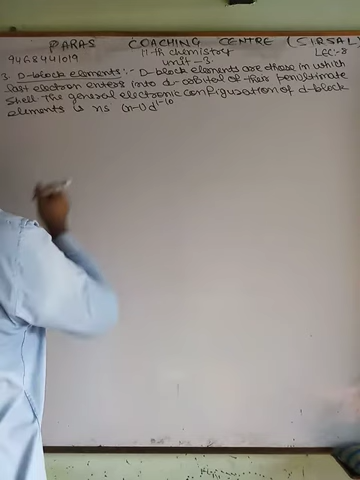 PARAS COACHING CENTRE (SIRSAL)
9468441019 11-th chemistry LEC:-8
unit-3.
3. D-block elements:- D-block elements are those in which
last electron enters into d orbital of their penultimate
shell. The general electronic configuration of d-block
elements is ns (n-1)d¹⁻¹⁰